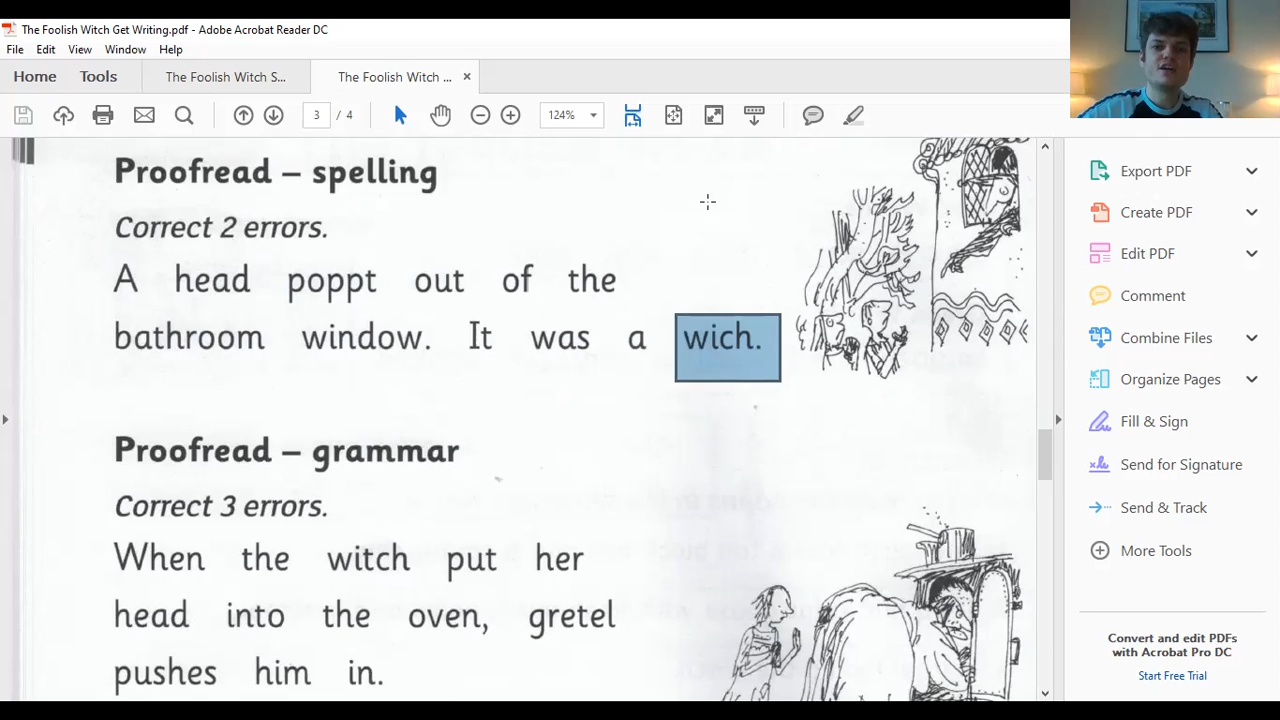 The Foolish Witch Get Writing.pdf - Adobe Acrobat Reader DC
File Edit View Window Help
Home Tools The Foolish Witch S... The Foolish Witch ... ×
3 / 4 124%
Proofread – spelling
Correct 2 errors.
A head poppt out of the
bathroom window. It was a wich.
Proofread – grammar
Correct 3 errors.
When the witch put her
head into the oven, gretel
pushes him in.
Export PDF
Create PDF
Edit PDF
Comment
Combine Files
Organize Pages
Fill & Sign
Send for Signature
Send & Track
More Tools
Convert and edit PDFs
with Acrobat Pro DC
Start Free Trial